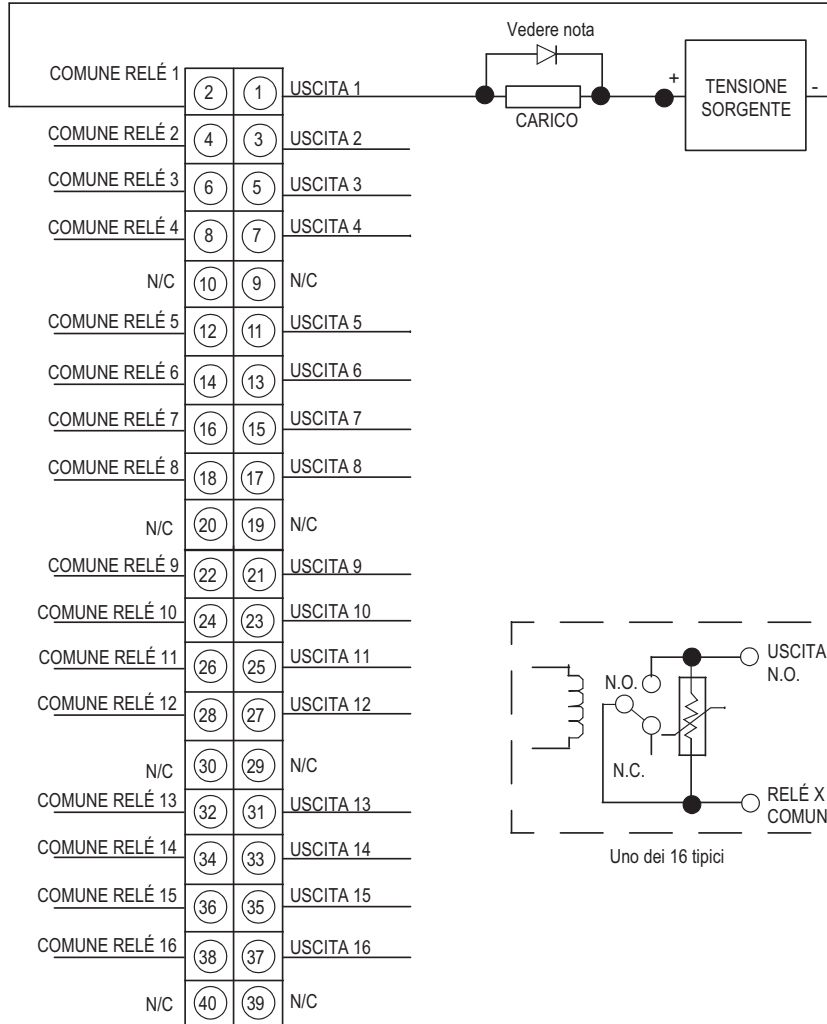 Vedere nota
COMUNE RELÉ 1 2 1 USCITA 1
CARICO
+ TENSIONE SORGENTE -
COMUNE RELÉ 2 4 3 USCITA 2
COMUNE RELÉ 3 6 5 USCITA 3
COMUNE RELÉ 4 8 7 USCITA 4
N/C 10 9 N/C
COMUNE RELÉ 5 12 11 USCITA 5
COMUNE RELÉ 6 14 13 USCITA 6
COMUNE RELÉ 7 16 15 USCITA 7
COMUNE RELÉ 8 18 17 USCITA 8
N/C 20 19 N/C
COMUNE RELÉ 9 22 21 USCITA 9
COMUNE RELÉ 10 24 23 USCITA 10
COMUNE RELÉ 11 26 25 USCITA 11
COMUNE RELÉ 12 28 27 USCITA 12
N/C 30 29 N/C
COMUNE RELÉ 13 32 31 USCITA 13
COMUNE RELÉ 14 34 33 USCITA 14
COMUNE RELÉ 15 36 35 USCITA 15
COMUNE RELÉ 16 38 37 USCITA 16
N/C 40 39 N/C
USCITA
N.O.
N.O.
N.C.
RELÉ X
COMUN
Uno dei 16 tipici